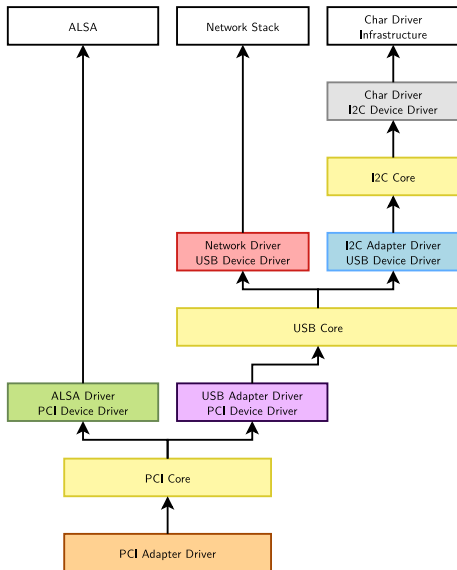 ALSA
Network Stack
Char Driver
Infrastructure
Char Driver
I2C Device Driver
I2C Core
Network Driver
USB Device Driver
I2C Adapter Driver
USB Device Driver
USB Core
ALSA Driver
PCI Device Driver
USB Adapter Driver
PCI Device Driver
PCI Core
PCI Adapter Driver